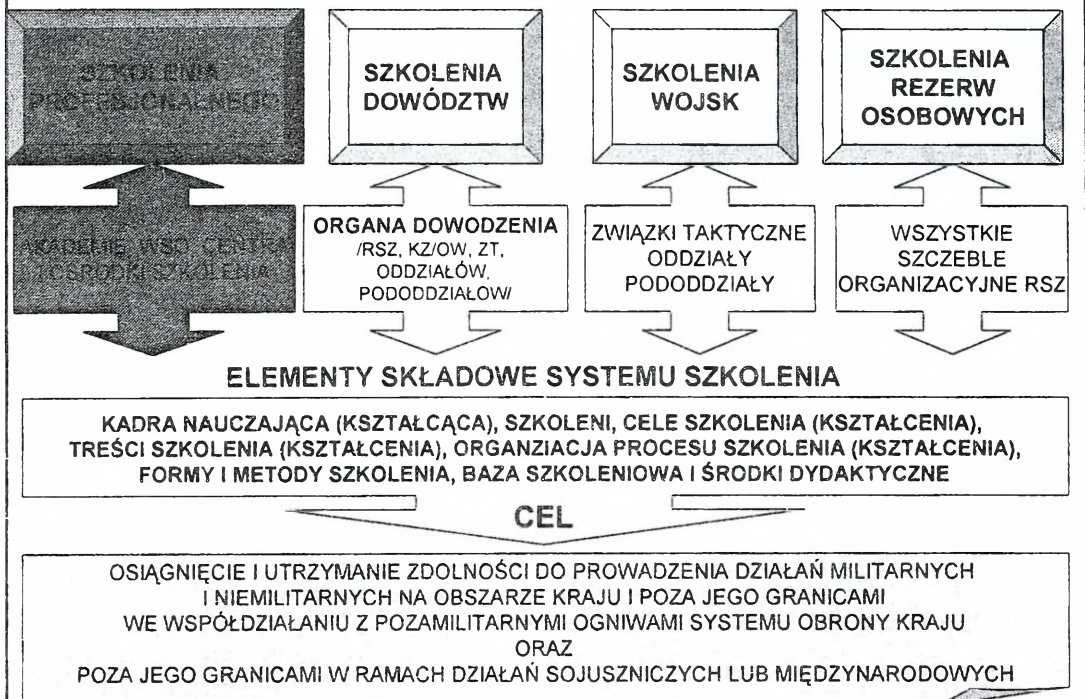 SZKOLENIA
PROFESJONALNEGO
SZKOLENIA
DOWÓDZTW
SZKOLENIA
WOJSK
SZKOLENIA
REZERW
OSOBOWYCH
AKADEMIE, WSO, CENTRA
I OŚRODKI SZKOLENIA
ORGANA DOWODZENIA
/RSZ, KZ/OW, ZT,
ODDZIAŁÓW,
PODODDZIAŁOW/
ZWIĄZKI TAKTYCZNE
ODDZIAŁY
PODODDZIAŁY
WSZYSTKIE
SZCZEBLE
ORGANIZACYJNE RSZ
ELEMENTY SKŁADOWE SYSTEMU SZKOLENIA
KADRA NAUCZAJĄCA (KSZTAŁCĄCA), SZKOLENI, CELE SZKOLENIA (KSZTAŁCENIA),
TREŚCI SZKOLENIA (KSZTAŁCENIA), ORGANZIACJA PROCESU SZKOLENIA (KSZTAŁCENIA),
FORMY I METODY SZKOLENIA, BAZA SZKOLENIOWA I ŚRODKI DYDAKTYCZNE
CEL
OSIĄGNIĘCIE I UTRZYMANIE ZDOLNOŚCI DO PROWADZENIA DZIAŁAŃ MILITARNYCH
I NIEMILITARNYCH NA OBSZARZE KRAJU I POZA JEGO GRANICAMI
WE WSPÓŁDZIAŁANIU Z POZAMILITARNYMI OGNIWAMI SYSTEMU OBRONY KRAJU
ORAZ
POZA JEGO GRANICAMI W RAMACH DZIAŁAŃ SOJUSZNICZYCH LUB MIĘDZYNARODOWYCH